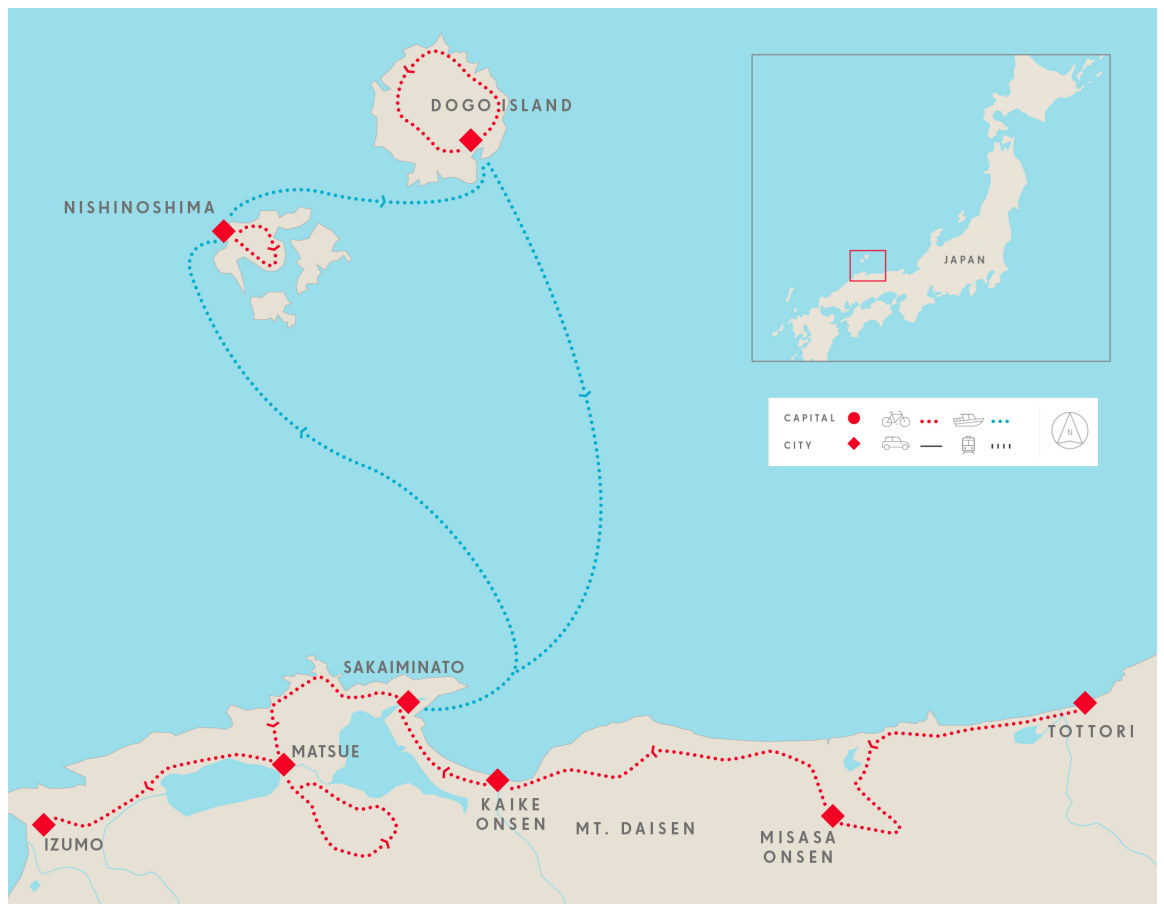 DOGO ISLAND
NISHINOSHIMA
JAPAN
CAPITAL
CITY
N
SAKAIMINATO
MATSUE
TOTTORI
KAIKE
ONSEN
MT. DAISEN
MISASA
ONSEN
IZUMO